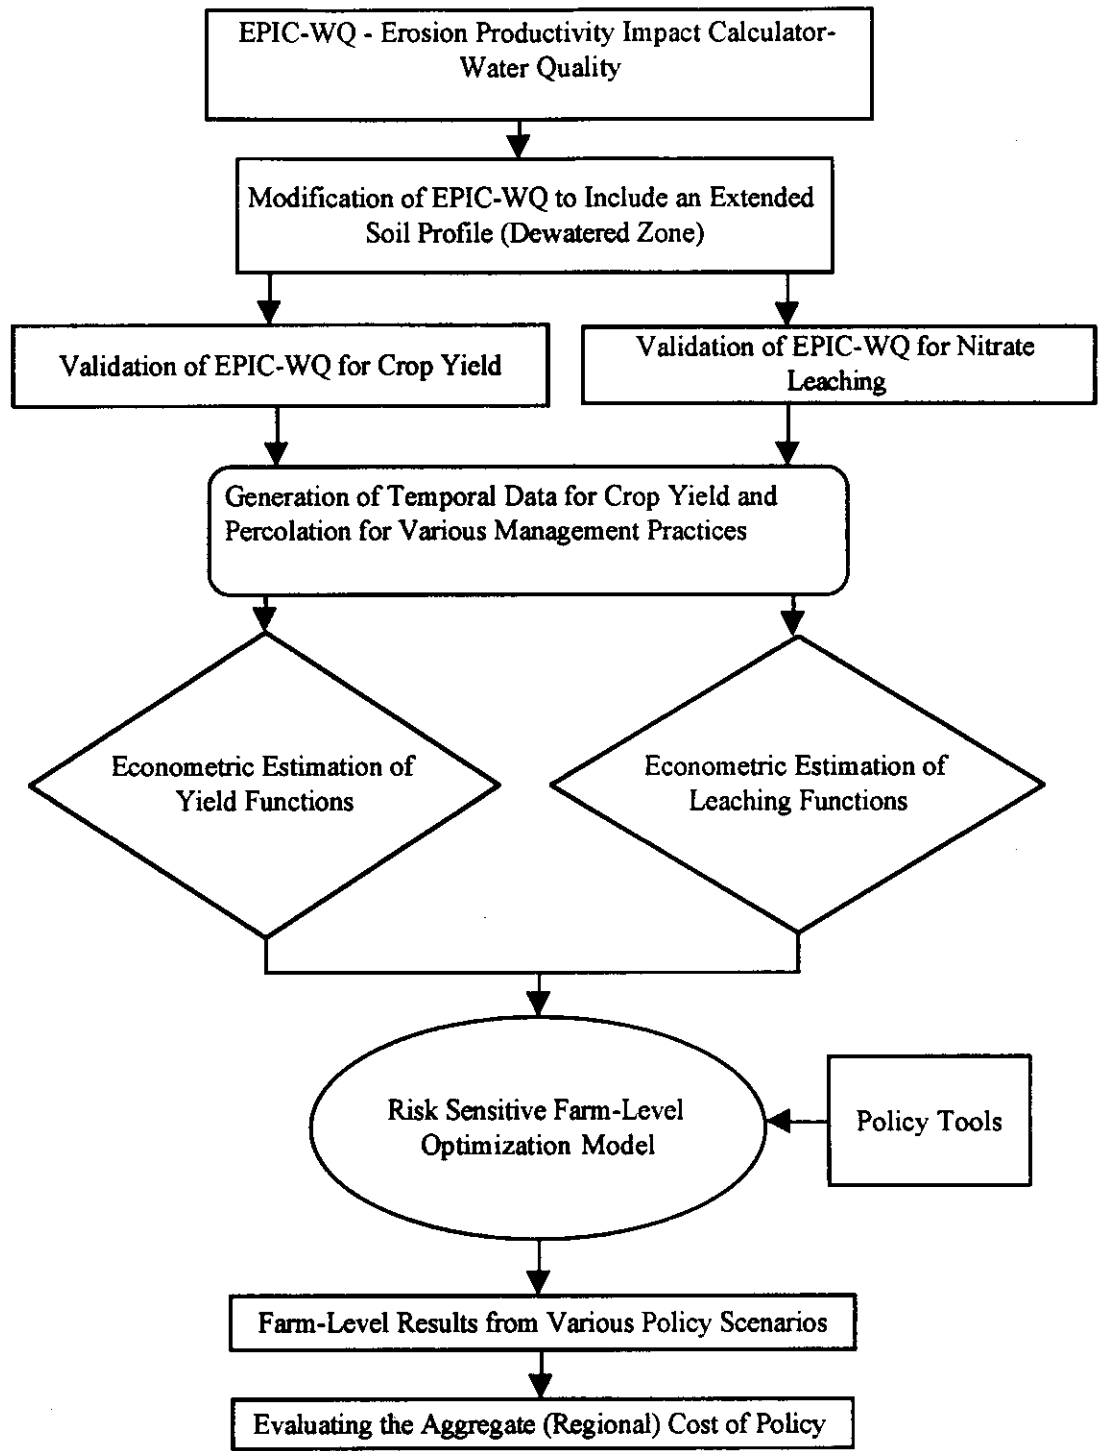 EPIC-WQ - Erosion Productivity Impact Calculator-
Water Quality
Modification of EPIC-WQ to Include an Extended
Soil Profile (Dewatered Zone)
Validation of EPIC-WQ for Crop Yield
Validation of EPIC-WQ for Nitrate
Leaching
Generation of Temporal Data for Crop Yield and
Percolation for Various Management Practices
Econometric Estimation of
Yield Functions
Econometric Estimation of
Leaching Functions
Risk Sensitive Farm-Level
Optimization Model
Policy Tools
Farm-Level Results from Various Policy Scenarios
Evaluating the Aggregate (Regional) Cost of Policy